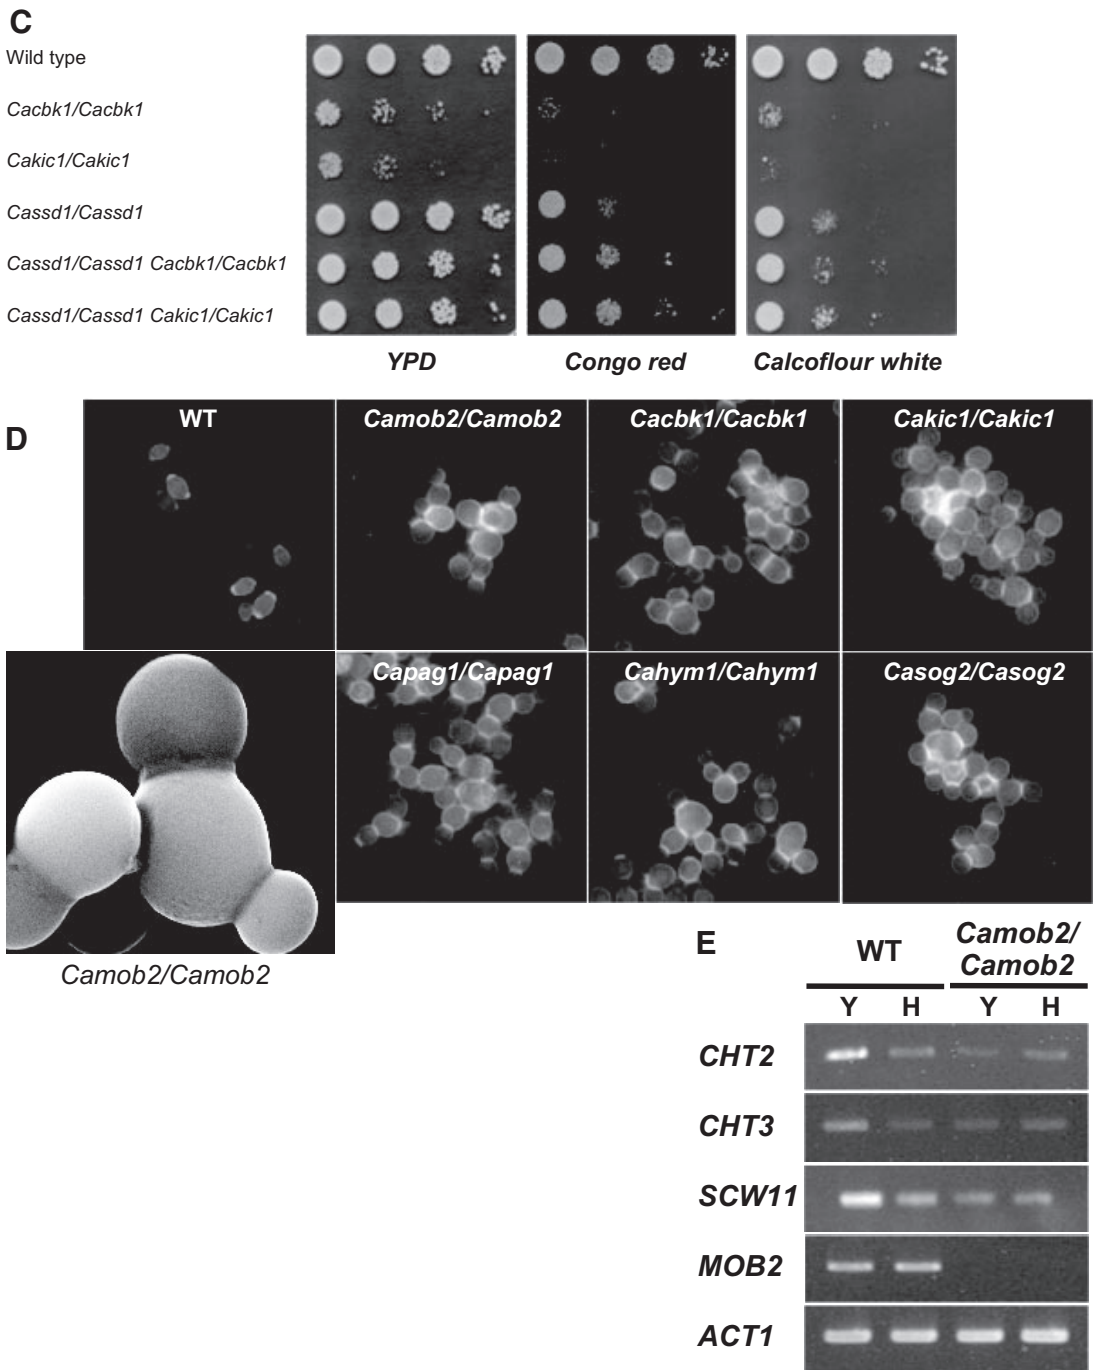 C
Wild type
Cacbk1/Cacbk1
Cakic1/Cakic1
Cassd1/Cassd1
Cassd1/Cassd1 Cacbk1/Cacbk1
Cassd1/Cassd1 Cakic1/Cakic1
YPD Congo red Calcoflour white
D
WT Camob2/Camob2 Cacbk1/Cacbk1 Cakic1/Cakic1
Capag1/Capag1 Cahym1/Cahym1 Casog2/Casog2
Camob2/Camob2
E
WT Camob2/
Camob2
Y H Y H
CHT2
CHT3
SCW11
MOB2
ACT1